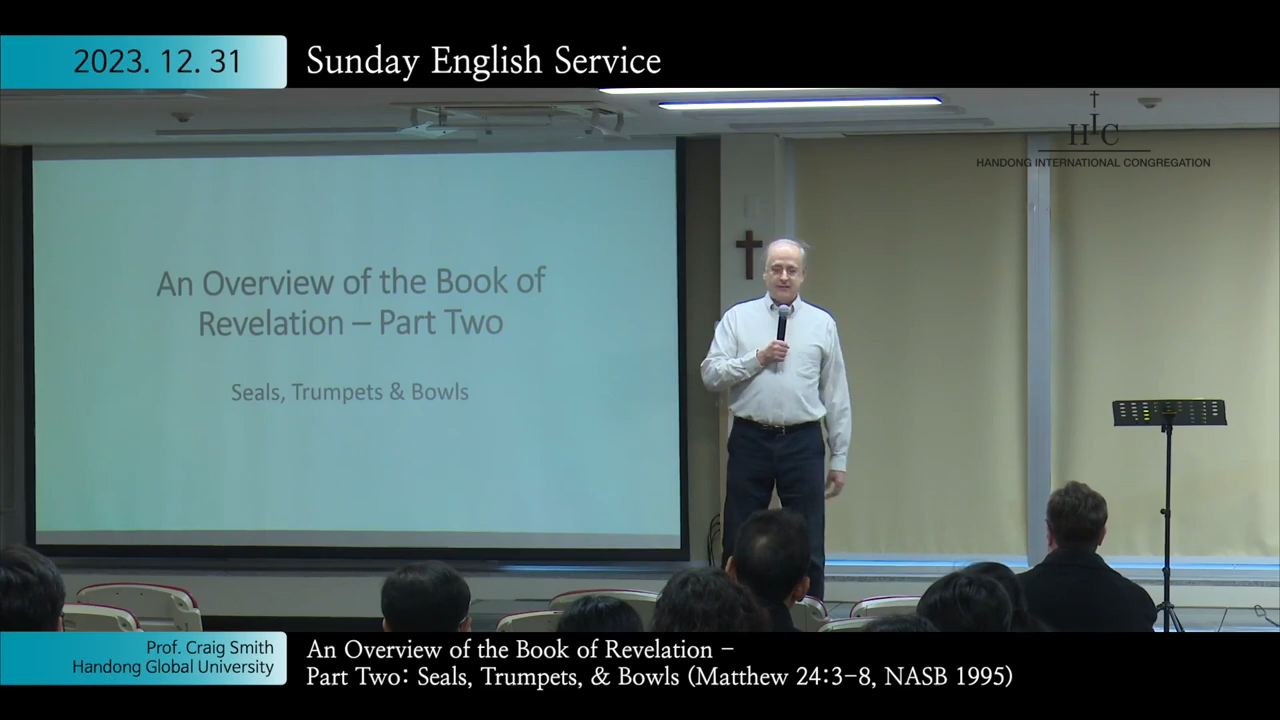 2023. 12. 31
Sunday English Service
HIC
HANDONG INTERNATIONAL CONGREGATION
An Overview of the Book of
Revelation – Part Two
Seals, Trumpets & Bowls
Prof. Craig Smith
Handong Global University
An Overview of the Book of Revelation –
Part Two: Seals, Trumpets, & Bowls (Matthew 24:3-8, NASB 1995)